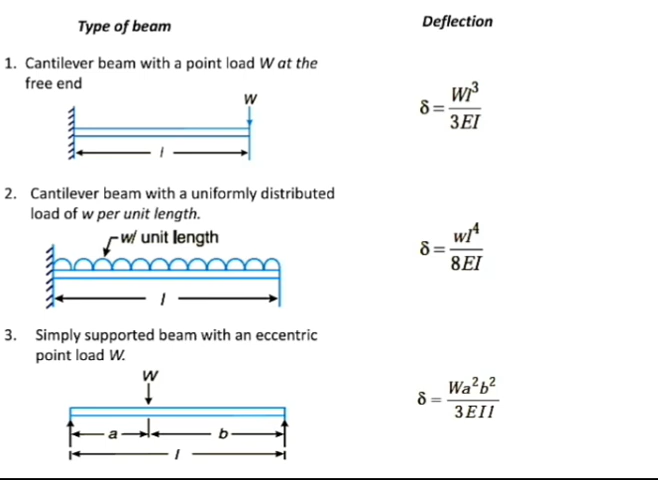 Type of beam
Deflection
1. Cantilever beam with a point load W at the
free end
W
l
δ = Wl³ / 3EI
2. Cantilever beam with a uniformly distributed
load of w per unit length.
w/ unit length
l
δ = wl⁴ / 8EI
3. Simply supported beam with an eccentric
point load W.
W
a b
l
δ = Wa²b² / 3EIl